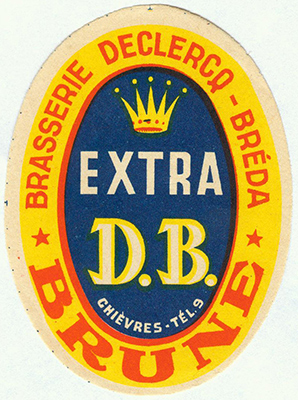 BRASSERIE DECLERCQ - BRÉDA
EXTRA
D.B.
CHIÈVRES - TÉL. 9
BRUNE